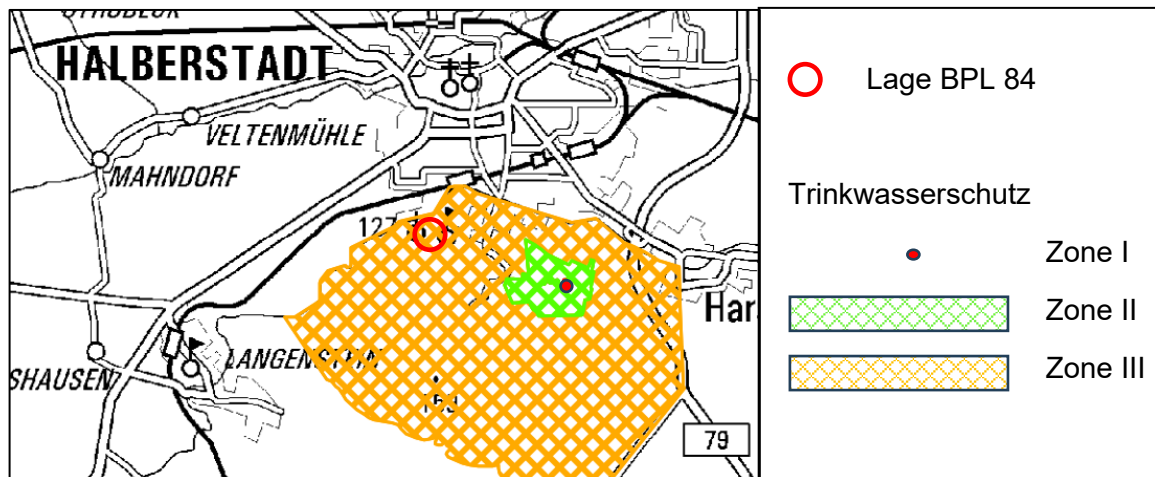 HALBERSTADT
VELTENMÜHLE
MAHNDORF
127
LANGENSTEIN
SHAUSEN
Har
79
Lage BPL 84
Trinkwasserschutz
Zone I
Zone II
Zone III